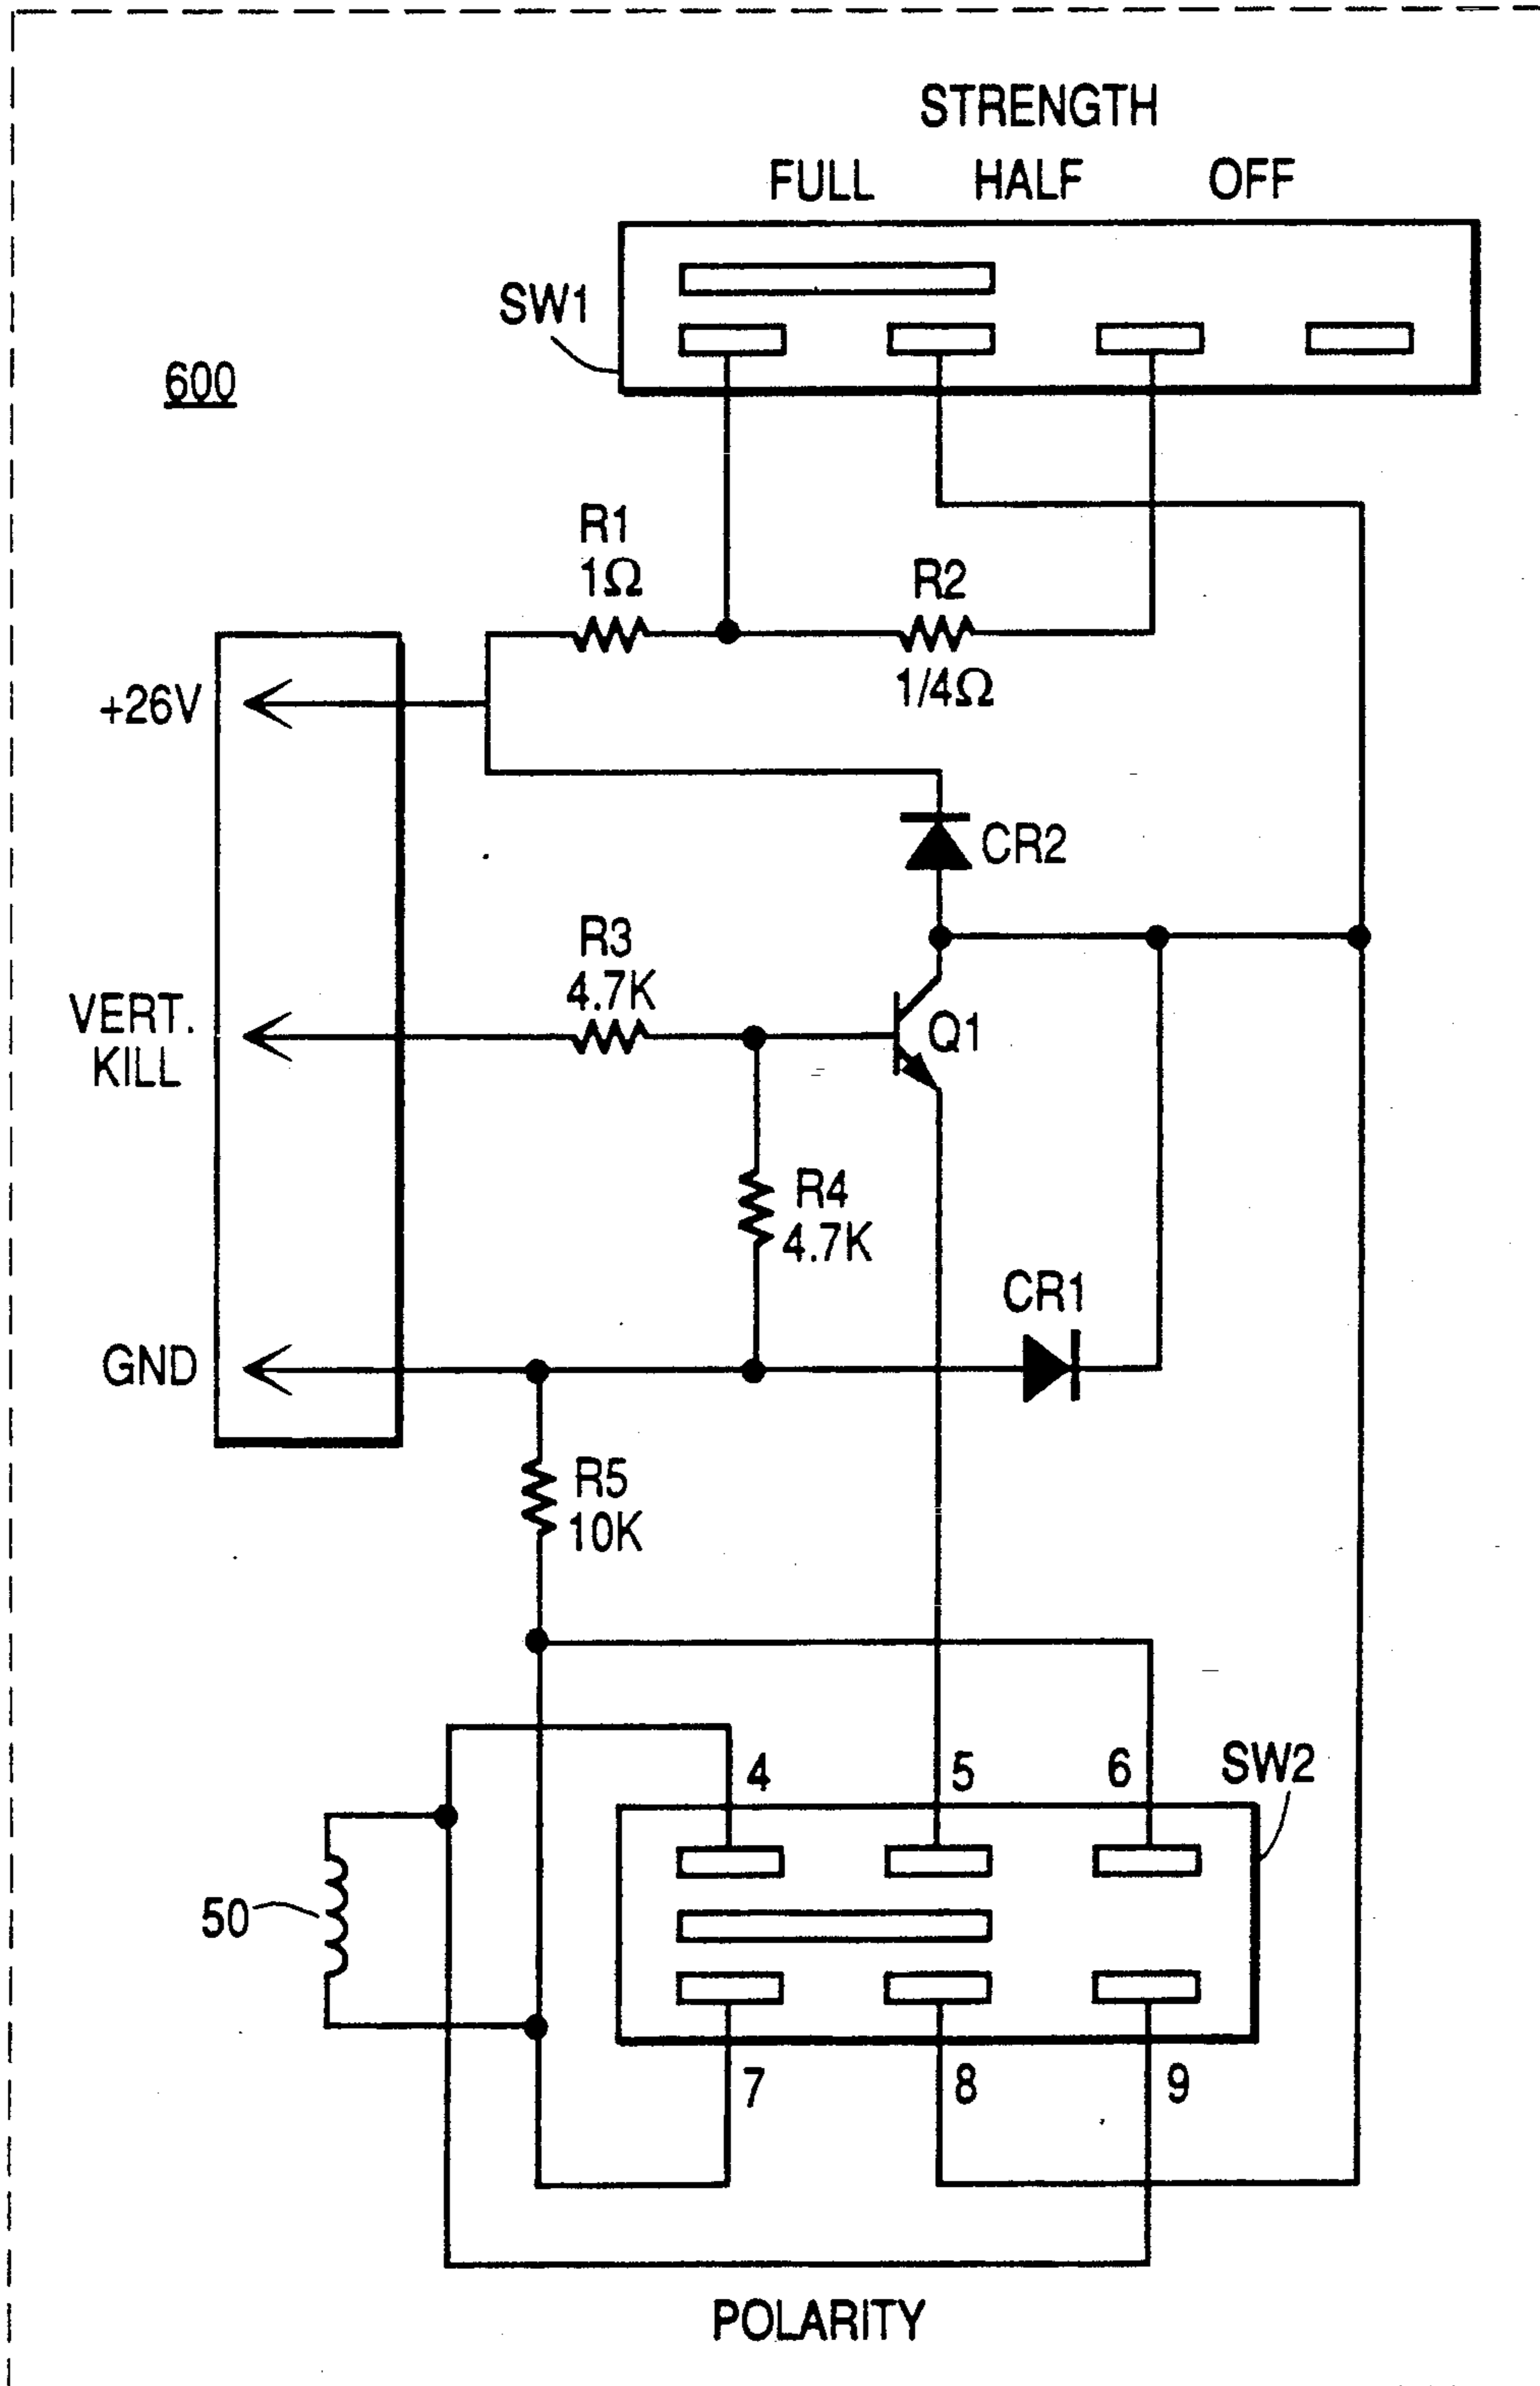 STRENGTH
FULL HALF OFF
SW1
600
R1
1Ω
R2
1/4Ω
+26V
CR2
R3
4.7K
VERT.
KILL
Q1
R4
4.7K
CR1
GND
R5
10K
4 5 6 SW2
50
7 8 9
POLARITY